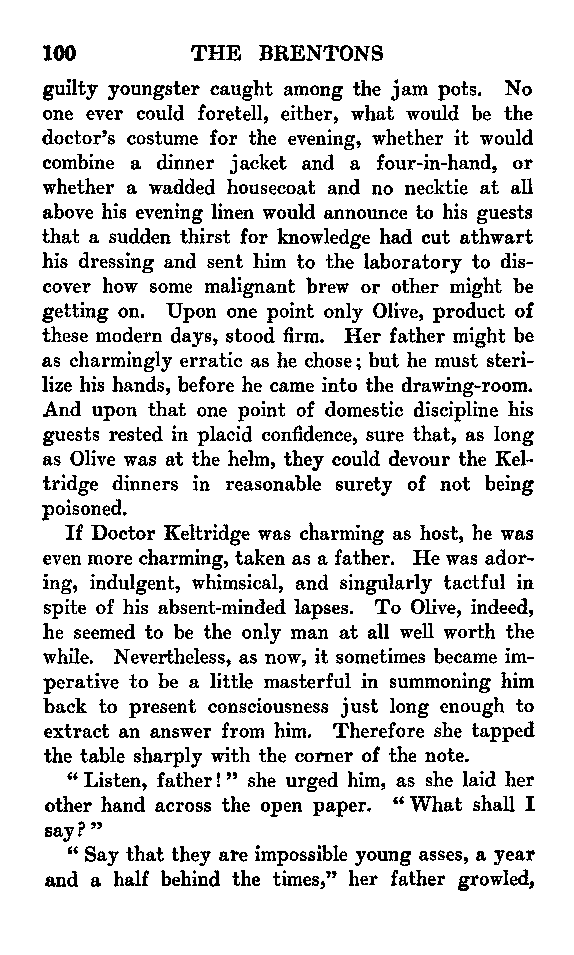 100 THE BRENTONS
guilty youngster caught among the jam pots. No
one ever could foretell, either, what would be the
doctor's costume for the evening, whether it would
combine a dinner jacket and a four-in-hand, or
whether a wadded housecoat and no necktie at all
above his evening linen would announce to his guests
that a sudden thirst for knowledge had cut athwart
his dressing and sent him to the laboratory to dis-
cover how some malignant brew or other might be
getting on. Upon one point only Olive, product of
these modern days, stood firm. Her father might be
as charmingly erratic as he chose; but he must steri-
lize his hands, before he came into the drawing-room.
And upon that one point of domestic discipline his
guests rested in placid confidence, sure that, as long
as Olive was at the helm, they could devour the Kel-
tridge dinners in reasonable surety of not being
poisoned.
If Doctor Keltridge was charming as host, he was
even more charming, taken as a father. He was ador-
ing, indulgent, whimsical, and singularly tactful in
spite of his absent-minded lapses. To Olive, indeed,
he seemed to be the only man at all well worth the
while. Nevertheless, as now, it sometimes became im-
perative to be a little masterful in summoning him
back to present consciousness just long enough to
extract an answer from him. Therefore she tapped
the table sharply with the corner of the note.
"Listen, father!" she urged him, as she laid her
other hand across the open paper. "What shall I
say?"
"Say that they are impossible young asses, a year
and a half behind the times," her father growled,